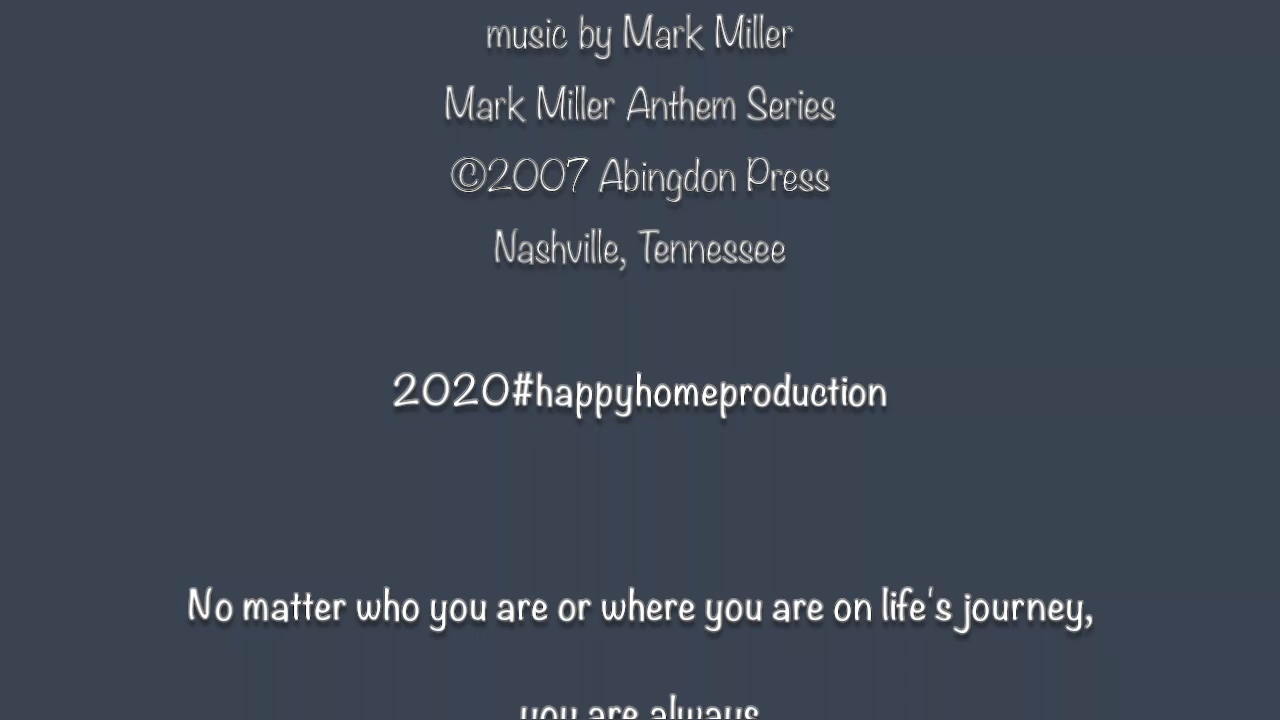 music by Mark Miller
Mark Miller Anthem Series
©2007 Abingdon Press
Nashville, Tennessee
2020#happyhomeproduction
No matter who you are or where you are on life's journey,
you are always